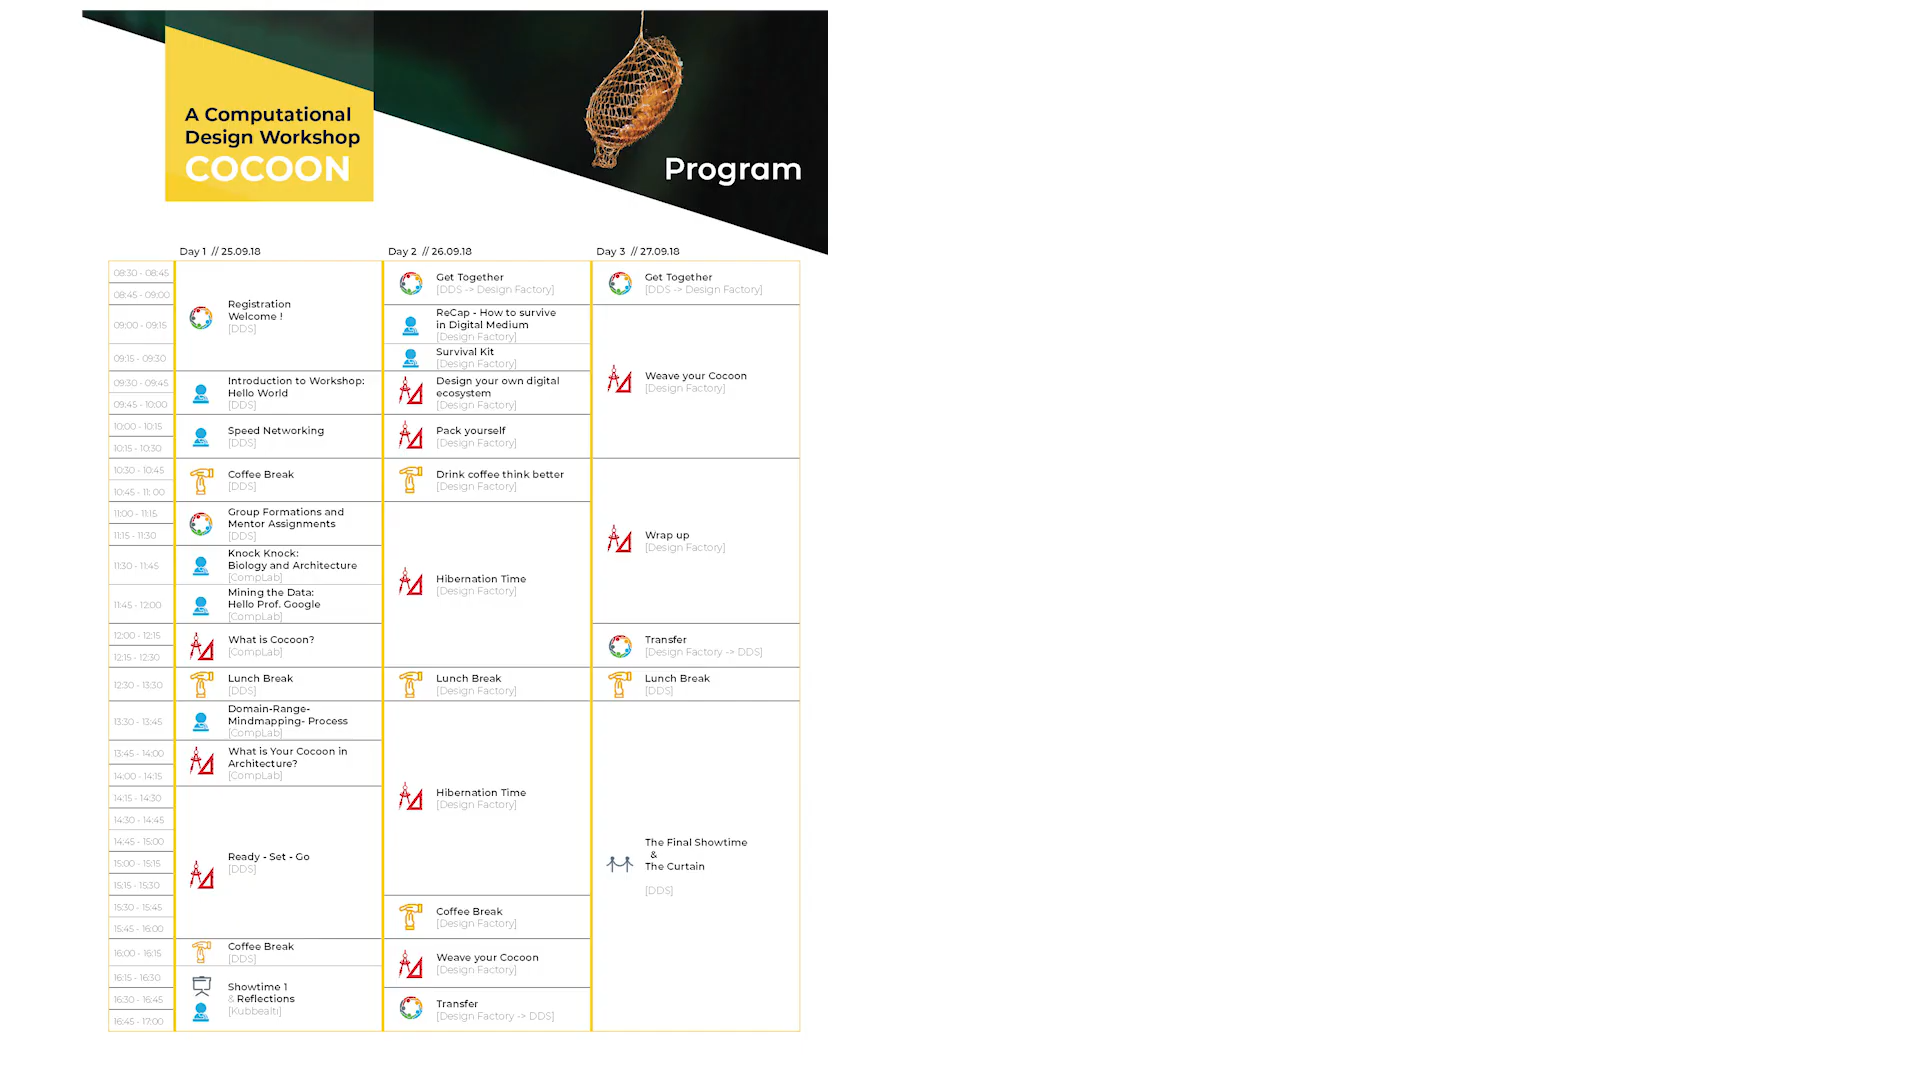 A Computational
Design Workshop
COCOON
Program
Day 1 // 25.09.18
Day 2 // 26.09.18
Day 3 // 27.09.18
08:30 - 08:45
08:45 - 09:00
09:00 - 09:15
09:15 - 09:30
09:30 - 09:45
09:45 - 10:00
10:00 - 10:15
10:15 - 10:30
10:30 - 10:45
10:45 - 11: 00
11:00 - 11:15
11:15 - 11:30
11:30 - 11:45
11:45 - 12:00
12:00 - 12:15
12:15 - 12:30
12:30 - 13:30
13:30 - 13:45
13:45 - 14:00
14:00 - 14:15
14:15 - 14:30
14:30 - 14:45
14:45 - 15:00
15:00 - 15:15
15:15 - 15:30
15:30 - 15:45
15:45 - 16:00
16:00 - 16:15
16:15 - 16:30
16:30 - 16:45
16:45 - 17:00
Registration
Welcome !
[DDS]
Introduction to Workshop:
Hello World
[DDS]
Speed Networking
[DDS]
Coffee Break
[DDS]
Group Formations and
Mentor Assignments
[DDS]
Knock Knock:
Biology and Architecture
[CompLab]
Mining the Data:
Hello Prof. Google
[CompLab]
What is Cocoon?
[CompLab]
Lunch Break
[DDS]
Domain-Range-
Mindmapping- Process
[CompLab]
What is Your Cocoon in
Architecture?
[CompLab]
Ready - Set - Go
[DDS]
Coffee Break
[DDS]
Showtime 1
& Reflections
[Kubbealtı]
Get Together
[DDS -> Design Factory]
ReCap - How to survive
in Digital Medium
[Design Factory]
Survival Kit
[Design Factory]
Design your own digital
ecosystem
[Design Factory]
Pack yourself
[Design Factory]
Drink coffee think better
[Design Factory]
Hibernation Time
[Design Factory]
Lunch Break
[Design Factory]
Hibernation Time
[Design Factory]
Coffee Break
[Design Factory]
Weave your Cocoon
[Design Factory]
Transfer
[Design Factory -> DDS]
Get Together
[DDS -> Design Factory]
Weave your Cocoon
[Design Factory]
Wrap up
[Design Factory]
Transfer
[Design Factory -> DDS]
Lunch Break
[DDS]
The Final Showtime
&
The Curtain
[DDS]